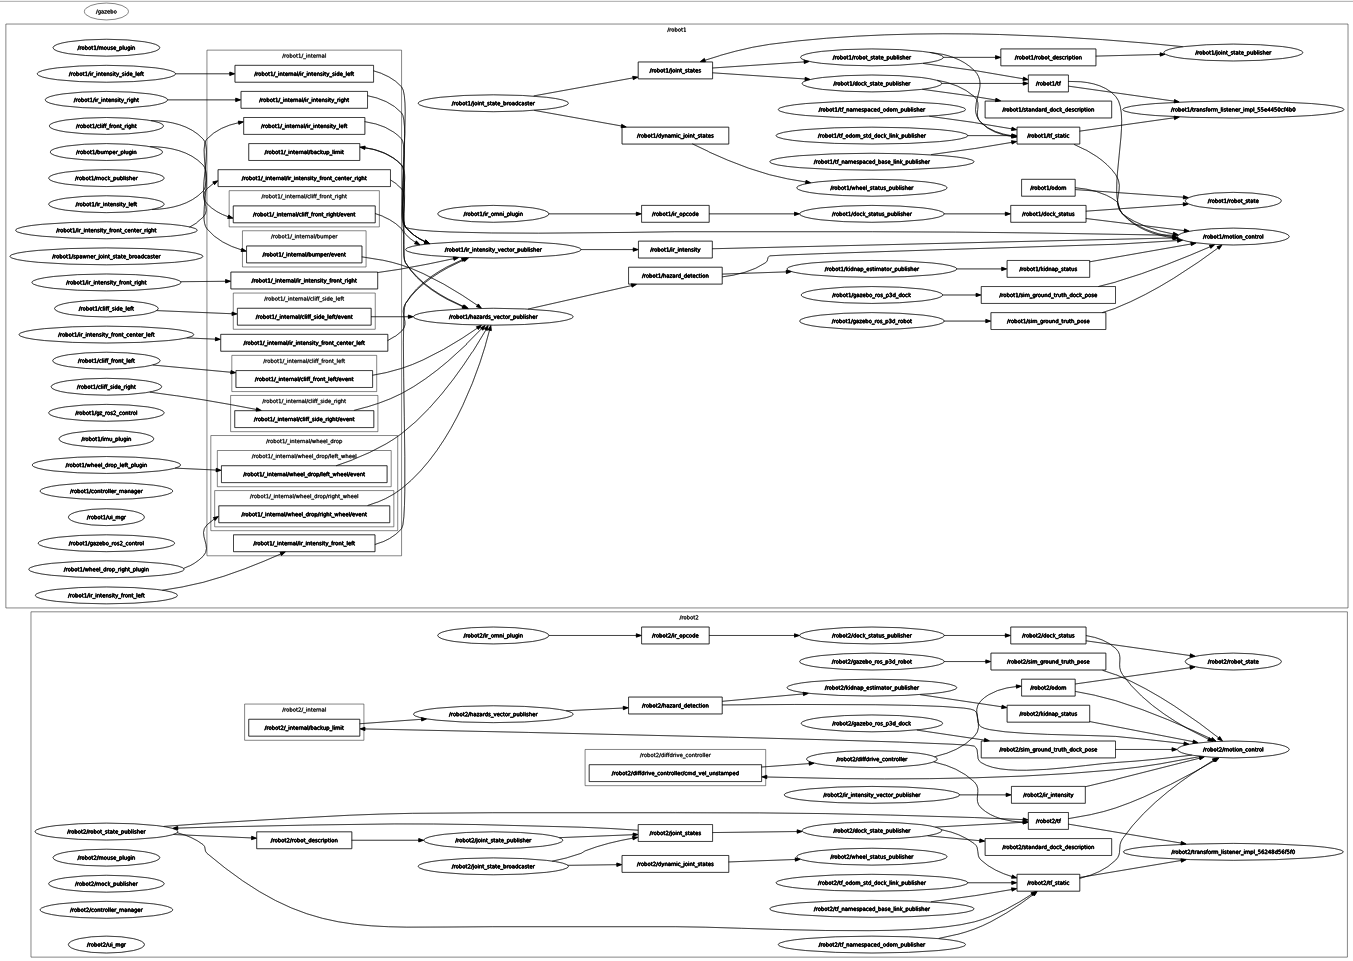 /gazebo
/robot1
/robot1/mouse_plugin
/robot1/ir_intensity_side_left
/robot1/ir_intensity_right
/robot1/cliff_front_right
/robot1/bumper_plugin
/robot1/mock_publisher
/robot1/ir_intensity_left
/robot1/ir_intensity_front_center_right
/robot1/spawner_joint_state_broadcaster
/robot1/ir_intensity_front_right
/robot1/cliff_side_left
/robot1/ir_intensity_front_center_left
/robot1/cliff_front_left
/robot1/cliff_side_right
/robot1/gz_ros2_control
/robot1/imu_plugin
/robot1/wheel_drop_left_plugin
/robot1/controller_manager
/robot1/ui_mgr
/robot1/gazebo_ros2_control
/robot1/wheel_drop_right_plugin
/robot1/ir_intensity_front_left
/robot1/_internal
/robot1/_internal/ir_intensity_side_left
/robot1/_internal/ir_intensity_right
/robot1/_internal/ir_intensity_left
/robot1/_internal/backup_limit
/robot1/_internal/ir_intensity_front_center_right
/robot1/_internal/cliff_front_right
/robot1/_internal/cliff_front_right/event
/robot1/_internal/bumper
/robot1/_internal/bumper/event
/robot1/_internal/ir_intensity_front_right
/robot1/_internal/cliff_side_left
/robot1/_internal/cliff_side_left/event
/robot1/_internal/ir_intensity_front_center_left
/robot1/_internal/cliff_front_left
/robot1/_internal/cliff_front_left/event
/robot1/_internal/cliff_side_right
/robot1/_internal/cliff_side_right/event
/robot1/_internal/wheel_drop
/robot1/_internal/wheel_drop/left_wheel
/robot1/_internal/wheel_drop/left_wheel/event
/robot1/_internal/wheel_drop/right_wheel
/robot1/_internal/wheel_drop/right_wheel/event
/robot1/_internal/ir_intensity_front_left
/robot1/joint_state_broadcaster
/robot1/ir_omni_plugin
/robot1/ir_intensity_vector_publisher
/robot1/hazards_vector_publisher
/robot1/joint_states
/robot1/dynamic_joint_states
/robot1/ir_opcode
/robot1/ir_intensity
/robot1/hazard_detection
/robot1/robot_state_publisher
/robot1/dock_state_publisher
/robot1/tf_namespaced_odom_publisher
/robot1/tf_odom_std_dock_link_publisher
/robot1/tf_namespaced_base_link_publisher
/robot1/wheel_status_publisher
/robot1/dock_status_publisher
/robot1/kidnap_estimator_publisher
/robot1/gazebo_ros_p3d_dock
/robot1/gazebo_ros_p3d_robot
/robot1/robot_description
/robot1/tf
/robot1/standard_dock_description
/robot1/tf_static
/robot1/odom
/robot1/dock_status
/robot1/kidnap_status
/robot1/sim_ground_truth_dock_pose
/robot1/sim_ground_truth_pose
/robot1/joint_state_publisher
/robot1/transform_listener_impl_55e4450cf4b0
/robot1/robot_state
/robot1/motion_control
/robot2
/robot2/ir_omni_plugin
/robot2/ir_opcode
/robot2/dock_status_publisher
/robot2/dock_status
/robot2/gazebo_ros_p3d_robot
/robot2/sim_ground_truth_pose
/robot2/robot_state
/robot2/kidnap_estimator_publisher
/robot2/odom
/robot2/_internal
/robot2/_internal/backup_limit
/robot2/hazards_vector_publisher
/robot2/hazard_detection
/robot2/kidnap_status
/robot2/gazebo_ros_p3d_dock
/robot2/sim_ground_truth_dock_pose
/robot2/motion_control
/robot2/diffdrive_controller
/robot2/diffdrive_controller/cmd_vel_unstamped
/robot2/diffdrive_controller
/robot2/ir_intensity_vector_publisher
/robot2/ir_intensity
/robot2/tf
/robot2/robot_state_publisher
/robot2/robot_description
/robot2/joint_state_publisher
/robot2/joint_states
/robot2/dock_state_publisher
/robot2/standard_dock_description
/robot2/transform_listener_impl_56248d56f5f0
/robot2/mouse_plugin
/robot2/joint_state_broadcaster
/robot2/dynamic_joint_states
/robot2/wheel_status_publisher
/robot2/mock_publisher
/robot2/tf_odom_std_dock_link_publisher
/robot2/tf_static
/robot2/controller_manager
/robot2/tf_namespaced_base_link_publisher
/robot2/ui_mgr
/robot2/tf_namespaced_odom_publisher